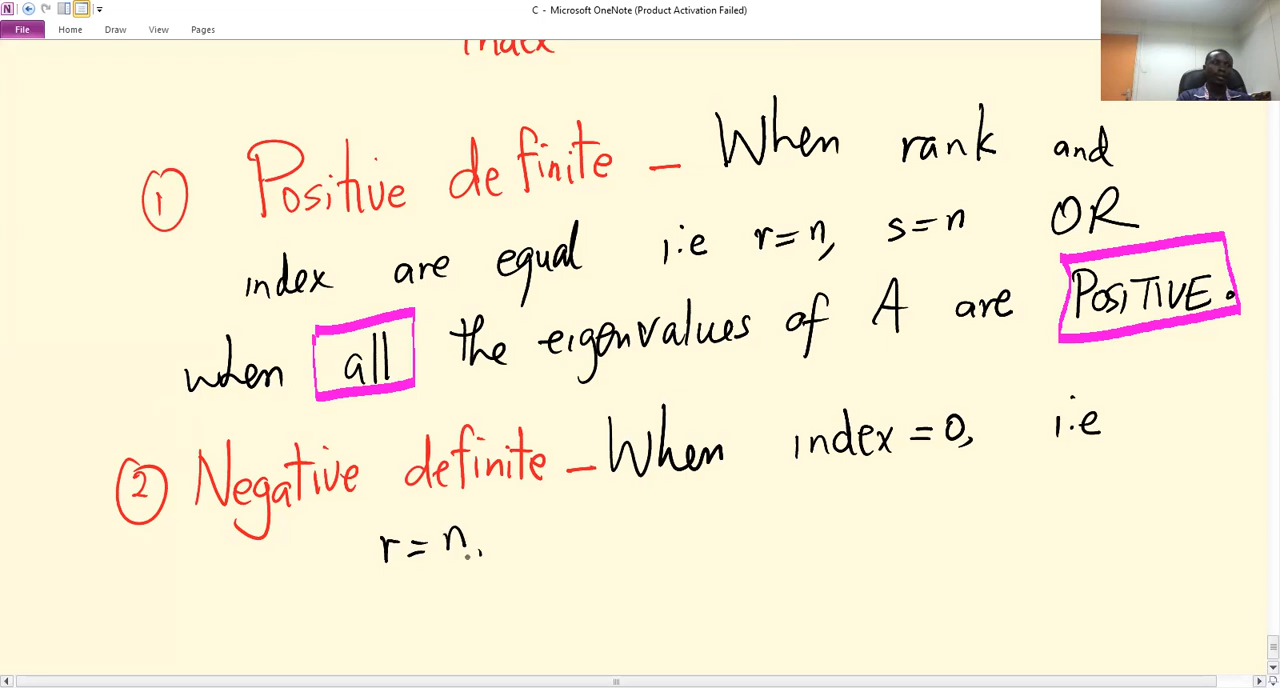 C - Microsoft OneNote (Product Activation Failed)
File Home Draw View Pages
index
① Positive definite - When rank and
index are equal i.e r=n, s=n OR
when all the eigenvalues of A are POSITIVE.
② Negative definite - When index = 0, i.e
r = n,